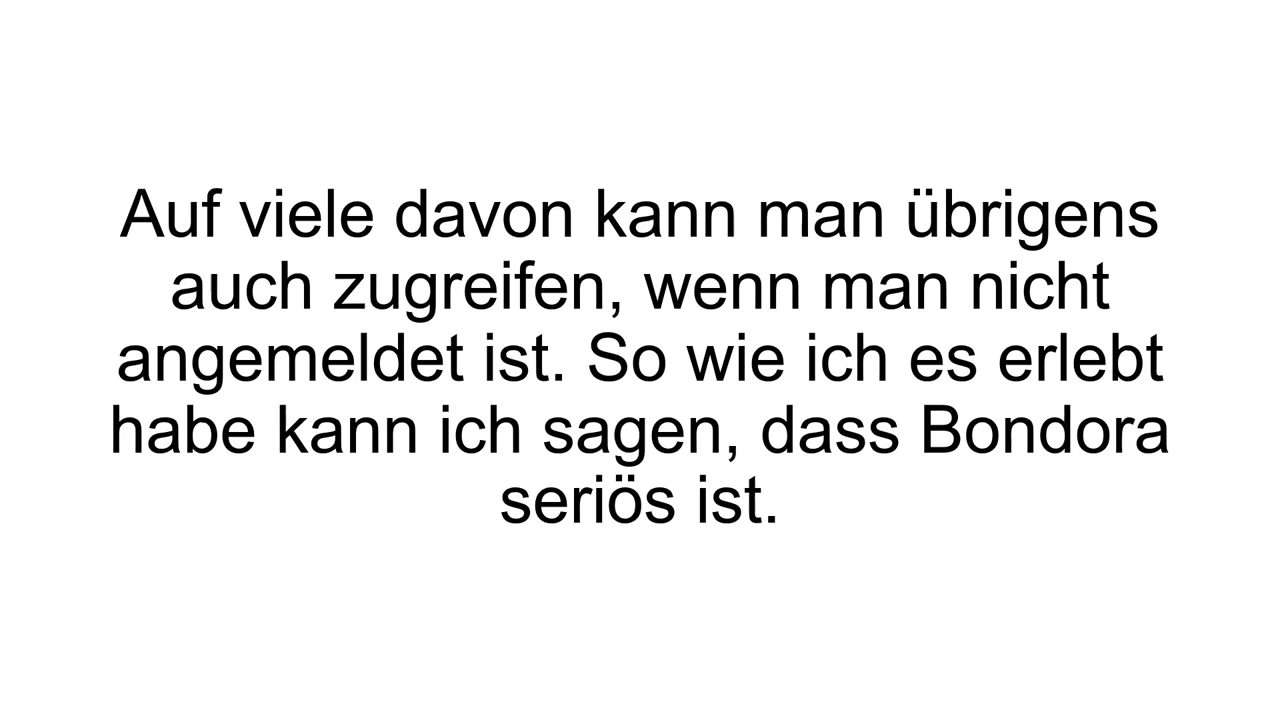 Auf viele davon kann man übrigens
auch zugreifen, wenn man nicht
angemeldet ist. So wie ich es erlebt
habe kann ich sagen, dass Bondora
seriös ist.